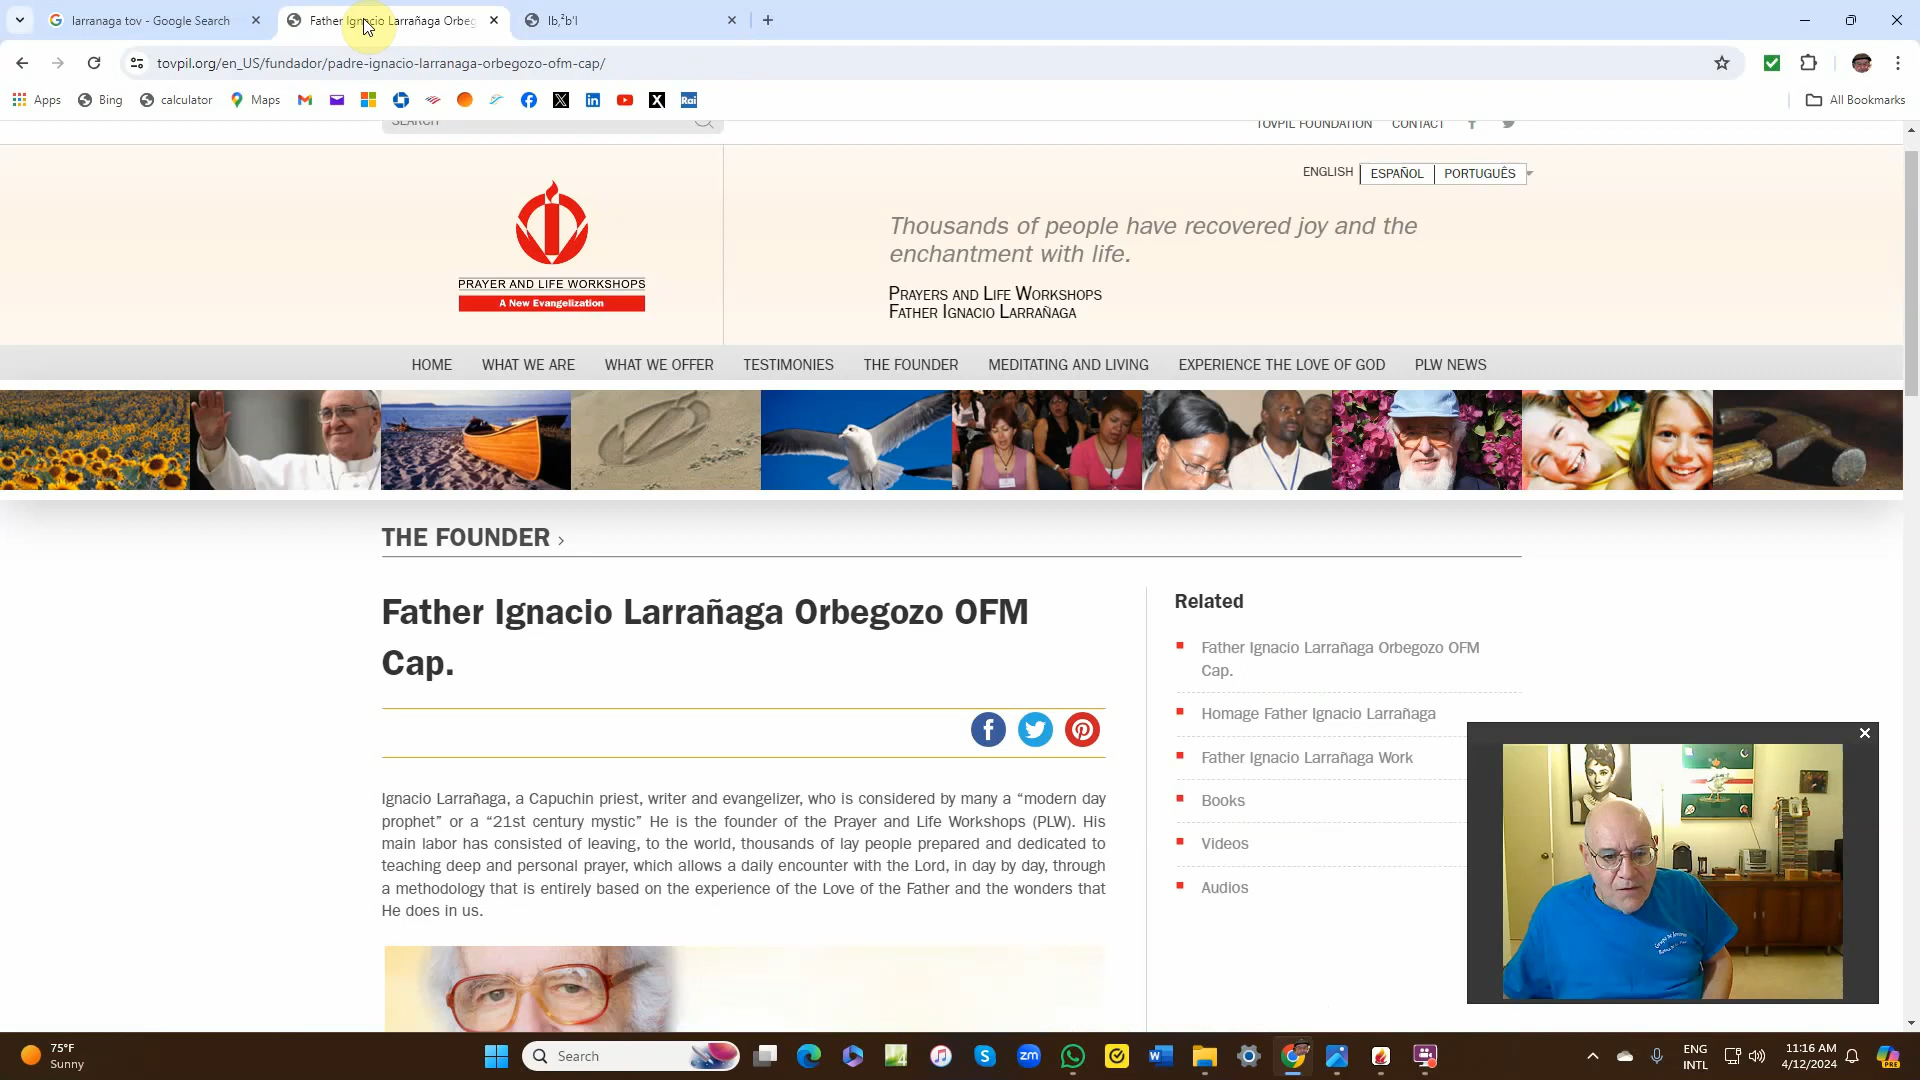 larranaga tov - Google Search
Father Ignacio Larrañaga Orbeg
lb,²b'l
tovpil.org/en_US/fundador/padre-ignacio-larranaga-orbegozo-ofm-cap/
Apps
Bing
calculator
Maps
Rai
All Bookmarks
SEARCH
TOVPIL FOUNDATION
CONTACT
ENGLISH
ESPAÑOL
PORTUGUÊS
Thousands of people have recovered joy and the
enchantment with life.
PRAYERS AND LIFE WORKSHOPS
FATHER IGNACIO LARRAÑAGA
PRAYER AND LIFE WORKSHOPS
A New Evangelization
HOME
WHAT WE ARE
WHAT WE OFFER
TESTIMONIES
THE FOUNDER
MEDITATING AND LIVING
EXPERIENCE THE LOVE OF GOD
PLW NEWS
THE FOUNDER ›
Father Ignacio Larrañaga Orbegozo OFM
Cap.
Ignacio Larrañaga, a Capuchin priest, writer and evangelizer, who is considered by many a “modern day
prophet” or a “21st century mystic” He is the founder of the Prayer and Life Workshops (PLW). His
main labor has consisted of leaving, to the world, thousands of lay people prepared and dedicated to
teaching deep and personal prayer, which allows a daily encounter with the Lord, in day by day, through
a methodology that is entirely based on the experience of the Love of the Father and the wonders that
He does in us.
Related
Father Ignacio Larrañaga Orbegozo OFM
Cap.
Homage Father Ignacio Larrañaga
Father Ignacio Larrañaga Work
Books
Videos
Audios
75°F
Sunny
Search
zm
ENG
INTL
11:16 AM
4/12/2024
PRE